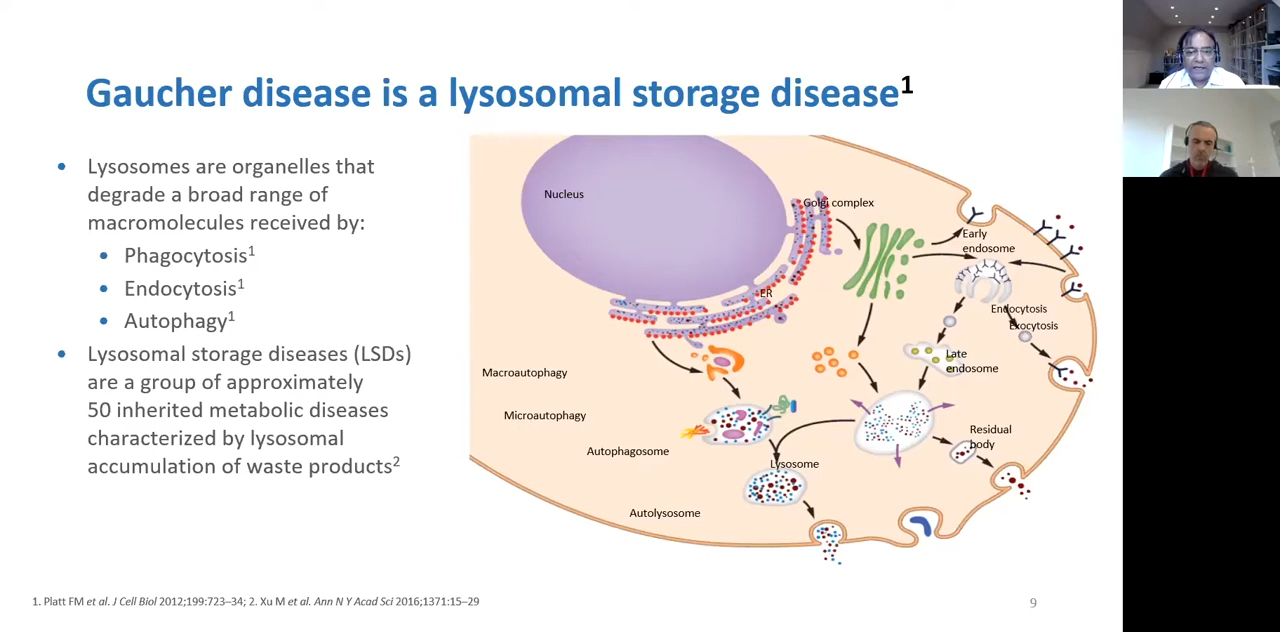 Gaucher disease is a lysosomal storage disease1
• Lysosomes are organelles that
degrade a broad range of
macromolecules received by:
• Phagocytosis1
• Endocytosis1
• Autophagy1
• Lysosomal storage diseases (LSDs)
are a group of approximately
50 inherited metabolic diseases
characterized by lysosomal
accumulation of waste products2
Nucleus
Golgi complex
Early
endosome
ER
Endocytosis
Exocytosis
Late
endosome
Macroautophagy
Microautophagy
Autophagosome
Residual
body
Lysosome
Autolysosome
1. Platt FM et al. J Cell Biol 2012;199:723–34; 2. Xu M et al. Ann N Y Acad Sci 2016;1371:15–29
9